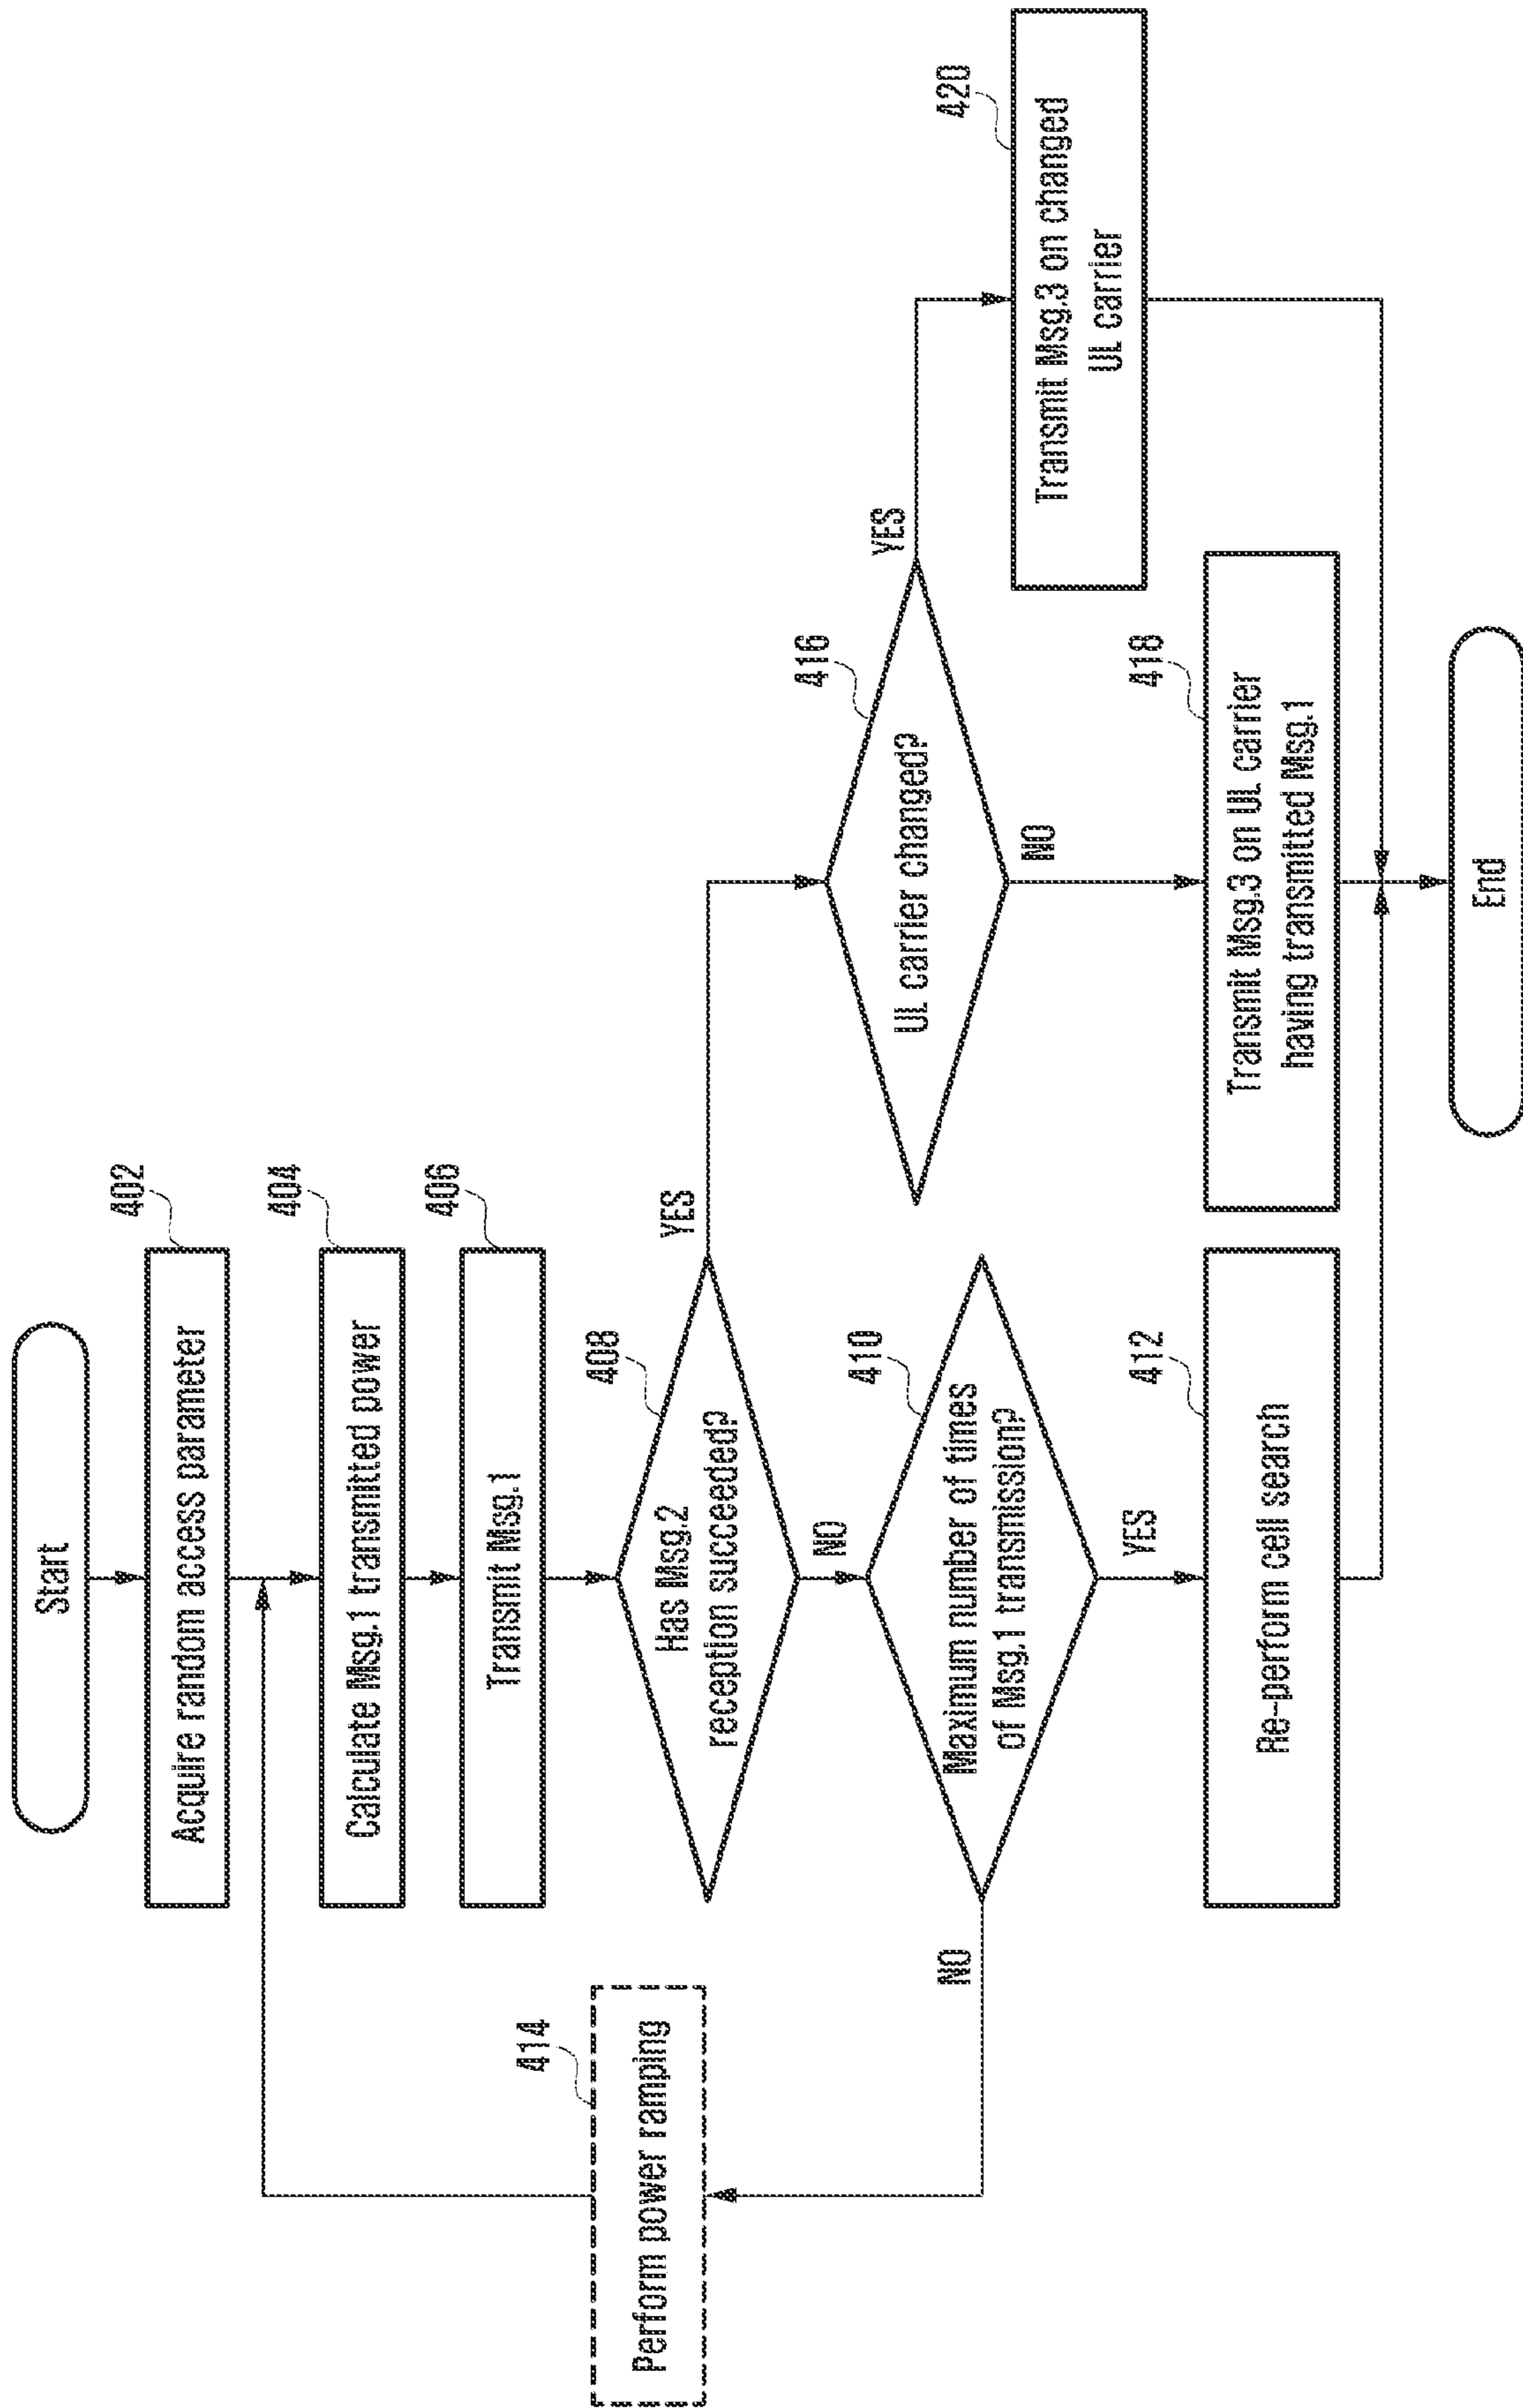 Start
402
Acquire random access parameter
404
Calculate Msg.1 transmitted power
406
Transmit Msg.1
408
Has Msg.2
reception succeeded?
YES
NO
410
Maximum number of times
of Msg.1 transmission?
NO
YES
414
Perform power ramping
412
Re-perform cell search
416
UL carrier changed?
YES
NO
420
Transmit Msg.3 on changed
UL carrier
418
Transmit Msg.3 on UL carrier
having transmitted Msg.1
End